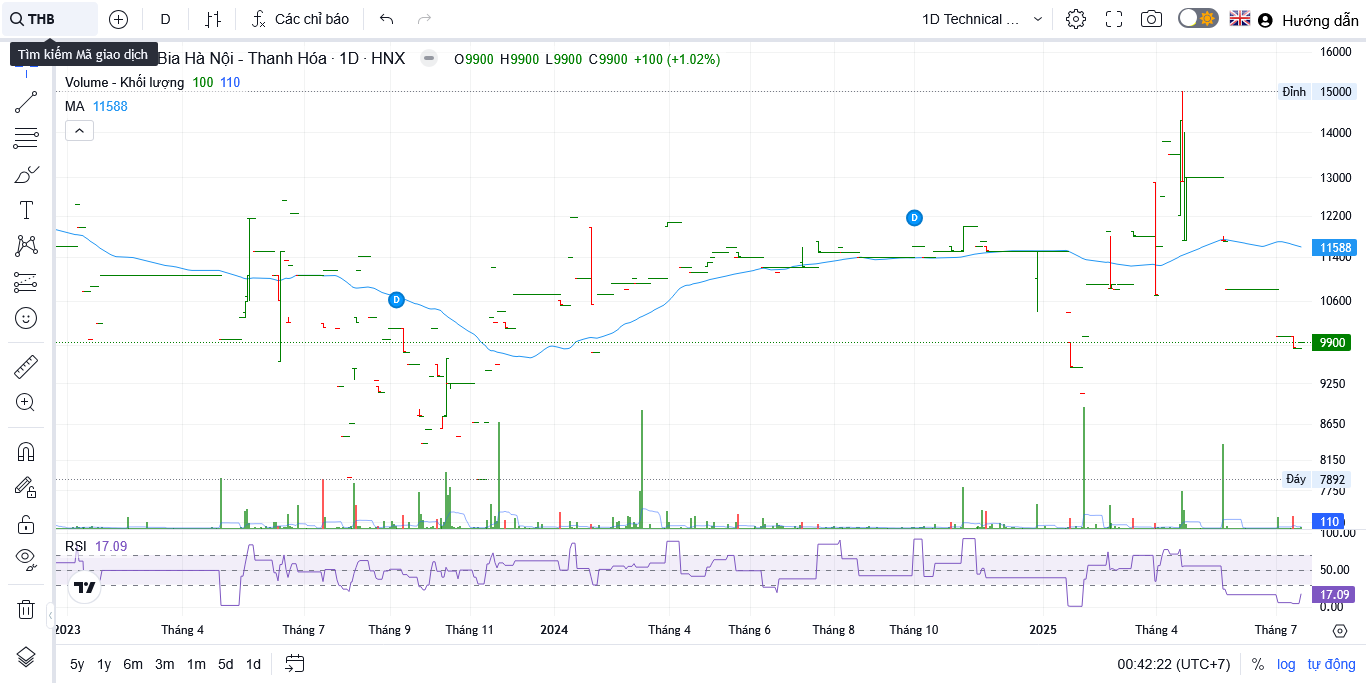 THB
D
Các chỉ báo
1D Technical ...
Hướng dẫn
Tìm kiếm Mã giao dịch
Bia Hà Nội - Thanh Hóa · 1D · HNX
O9900 H9900 L9900 C9900 +100 (+1.02%)
Volume - Khối lượng 100 110
MA 11588
16000
Đỉnh 15000
14000
13000
12200
11588
11400
10600
9900
9250
8650
8150
Đáy 7892
7750
110
100.00
50.00
17.09
0.00
D
D
RSI 17.09
2023 Tháng 4 Tháng 7 Tháng 9 Tháng 11 2024 Tháng 4 Tháng 6 Tháng 8 Tháng 10 2025 Tháng 4 Tháng 7
5y 1y 6m 3m 1m 5d 1d
00:42:22 (UTC+7) % log tự động